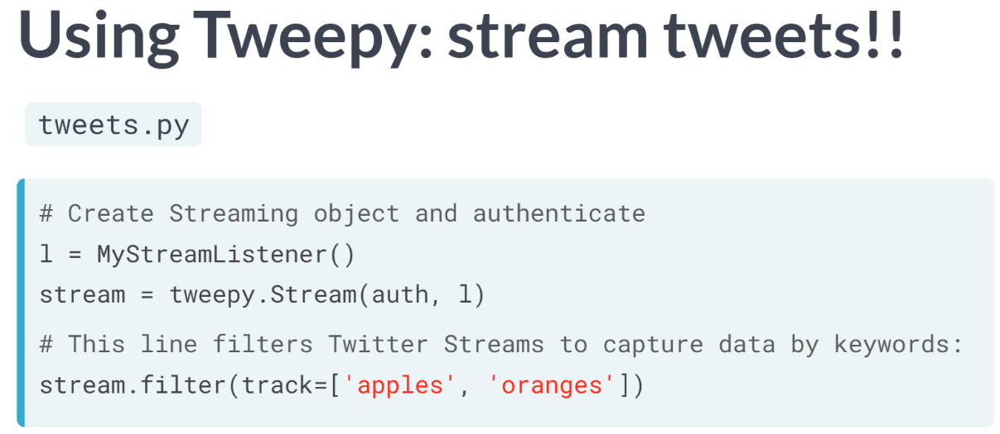 Using Tweepy: stream tweets!!
tweets.py
# Create Streaming object and authenticate
l = MyStreamListener()
stream = tweepy.Stream(auth, l)
# This line filters Twitter Streams to capture data by keywords:
stream.filter(track=['apples', 'oranges'])